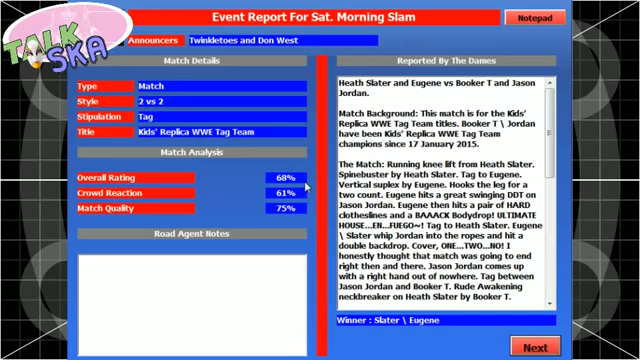 TALK
SKA
Event Report For Sat. Morning Slam
Notepad
Announcers
Twinkletoes and Don West
Match Details
Type
Match
Style
2 vs 2
Stipulation
Tag
Title
Kids' Replica WWE Tag Team
Match Analysis
Overall Rating
68%
Crowd Reaction
61%
Match Quality
75%
Road Agent Notes
Reported By The Dames
Heath Slater and Eugene vs Booker T and Jason
Jordan.
Match Background: This match is for the Kids'
Replica WWE Tag Team titles. Booker T \ Jordan
have been Kids' Replica WWE Tag Team
champions since 17 January 2015.
The Match: Running knee lift from Heath Slater.
Spinebuster by Heath Slater. Tag to Eugene.
Vertical suplex by Eugene. Hooks the leg for a
two count. Eugene hits a great swinging DDT on
Jason Jordan. Eugene then hits a pair of HARD
clotheslines and a BAAACK Bodydrop! ULTIMATE
HOUSE...EN...FUEGO~! Tag to Heath Slater. Eugene
\ Slater whip Jordan into the ropes and hit a
double backdrop. Cover, ONE...TWO...NO! I
honestly thought that match was going to end
right then and there. Jason Jordan comes up
with a right hand out of nowhere. Tag between
Jason Jordan and Booker T. Rude Awakening
neckbreaker on Heath Slater by Booker T.
Winner : Slater \ Eugene
Next